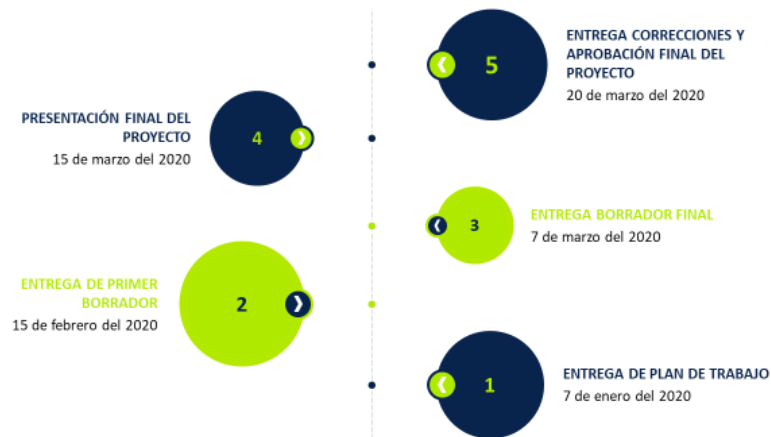 5
ENTREGA CORRECCIONES Y
APROBACIÓN FINAL DEL
PROYECTO
20 de marzo del 2020
PRESENTACIÓN FINAL DEL
PROYECTO
15 de marzo del 2020
4
3
ENTREGA BORRADOR FINAL
7 de marzo del 2020
ENTREGA DE PRIMER
BORRADOR
15 de febrero del 2020
2
1
ENTREGA DE PLAN DE TRABAJO
7 de enero del 2020